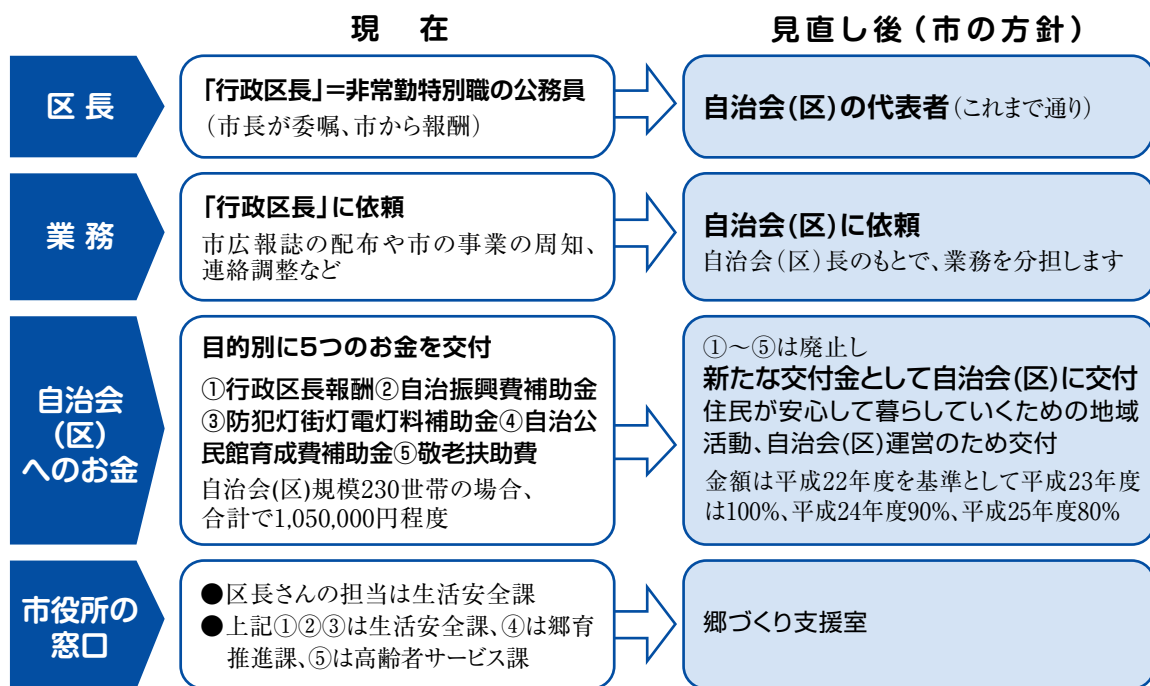 現 在
見直し後(市の方針)
区 長
「行政区長」＝非常勤特別職の公務員
（市長が委嘱、市から報酬）
自治会(区)の代表者（これまで通り）
業 務
「行政区長」に依頼
市広報誌の配布や市の事業の周知、
連絡調整など
自治会(区)に依頼
自治会（区）長のもとで、業務を分担します
自治会
(区)
へのお金
目的別に5つのお金を交付
①行政区長報酬②自治振興費補助金
③防犯灯街灯電灯料補助金④自治公
民館育成費補助金⑤敬老扶助費
自治会(区)規模230世帯の場合、
合計で1,050,000円程度
①～⑤は廃止し
新たな交付金として自治会(区)に交付
住民が安心して暮らしていくための地域
活動、自治会(区)運営のため交付
金額は平成22年度を基準として平成23年度
は100%、平成24年度90%、平成25年度80%
市役所の
窓口
●区長さんの担当は生活安全課
●上記①②③は生活安全課、④は郷育
推進課、⑤は高齢者サービス課
郷づくり支援室